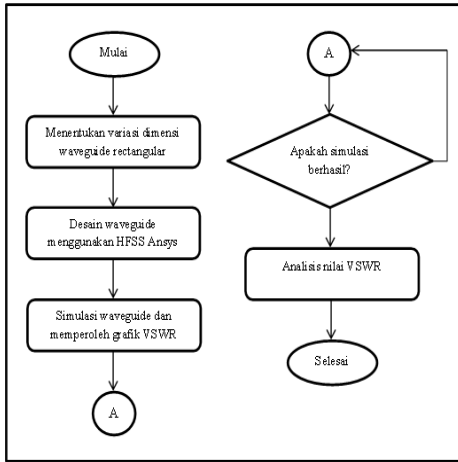 Mulai
Menentukan variasi dimensi
waveguide rectangular
Desain waveguide
menggunakan HFSS Ansys
Simulasi waveguide dan
memperoleh grafik VSWR
A
A
Apakah simulasi
berhasil?
Analisis nilai VSWR
Selesai